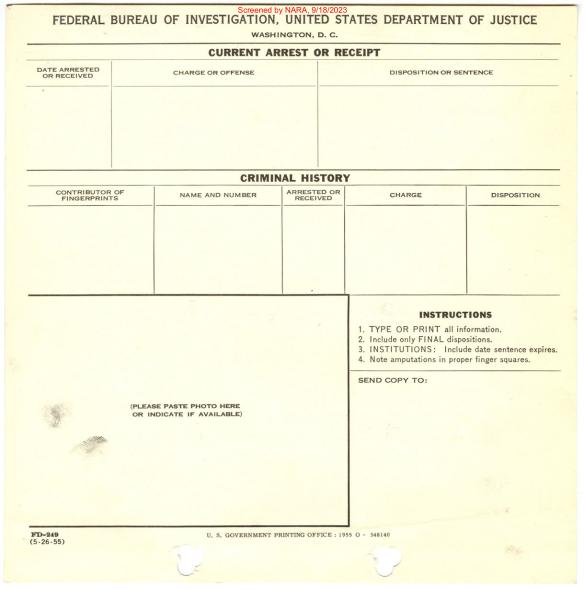 Screened by NARA, 9/18/2023
FEDERAL BUREAU OF INVESTIGATION, UNITED STATES DEPARTMENT OF JUSTICE
WASHINGTON, D. C.
CURRENT ARREST OR RECEIPT
DATE ARRESTED
OR RECEIVED
CHARGE OR OFFENSE
DISPOSITION OR SENTENCE
CRIMINAL HISTORY
CONTRIBUTOR OF
FINGERPRINTS
NAME AND NUMBER
ARRESTED OR
RECEIVED
CHARGE
DISPOSITION
INSTRUCTIONS
1. TYPE OR PRINT all information.
2. Include only FINAL dispositions.
3. INSTITUTIONS: Include date sentence expires.
4. Note amputations in proper finger squares.
SEND COPY TO:
(PLEASE PASTE PHOTO HERE
OR INDICATE IF AVAILABLE)
FD-249
(5-26-55)
U. S. GOVERNMENT PRINTING OFFICE : 1955 O - 348140